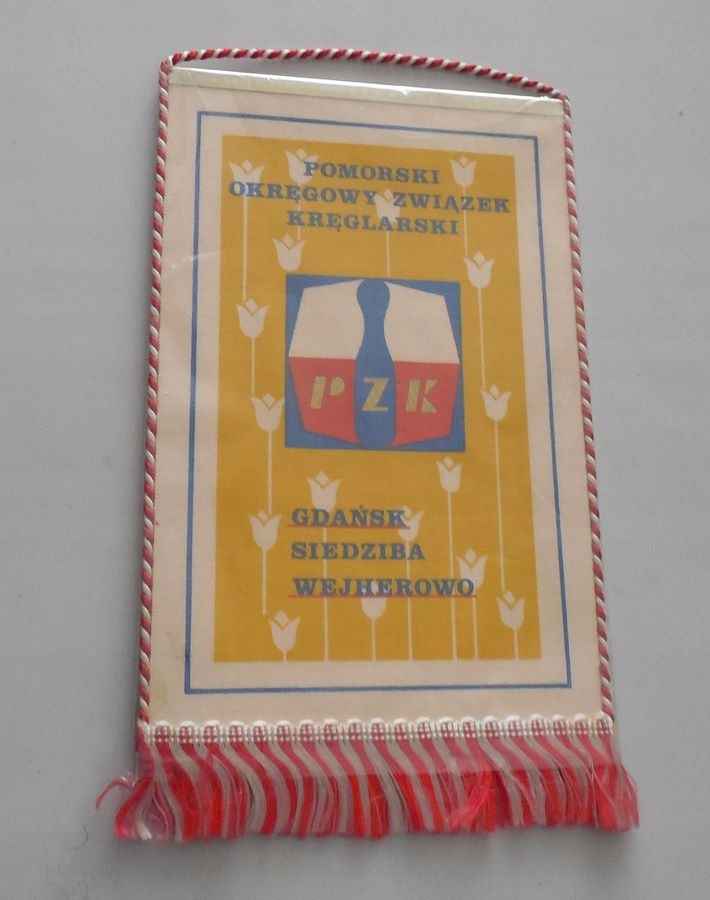 POMORSKI
OKRĘGOWY ZWIĄZEK
KRĘGLARSKI
PZK
GDAŃSK
SIEDZIBA
WEJHEROWO